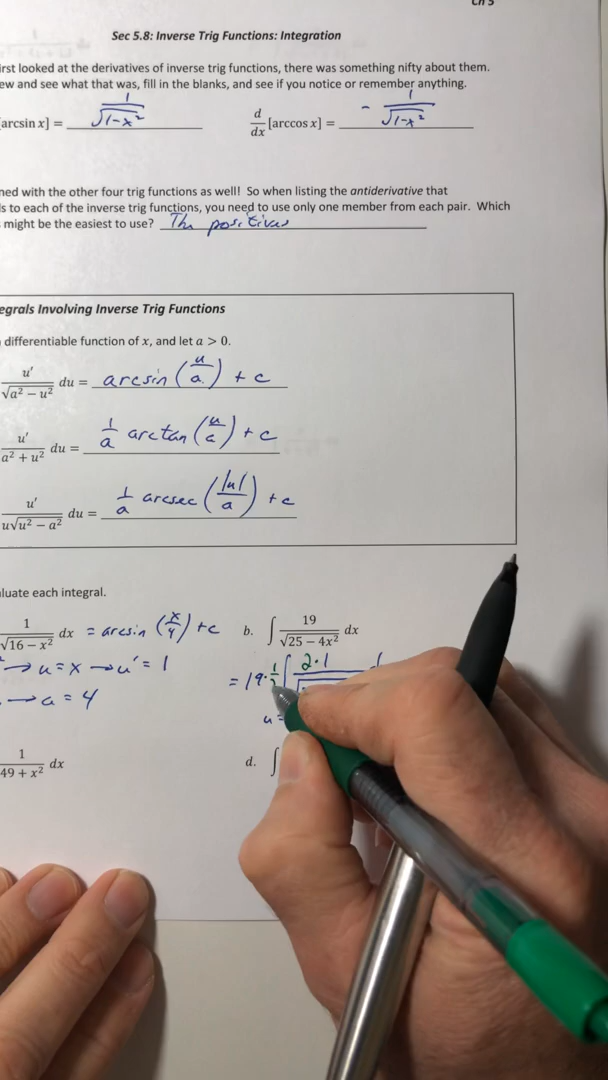 Ch 5
Sec 5.8: Inverse Trig Functions: Integration
irst looked at the derivatives of inverse trig functions, there was something nifty about them.
ew and see what that was, fill in the blanks, and see if you notice or remember anything.
arcsin x] = 1/√(1-x²) d/dx [arccos x] = - 1/√(1-x²)
ned with the other four trig functions as well! So when listing the antiderivative that
s to each of the inverse trig functions, you need to use only one member from each pair. Which
might be the easiest to use? The positives
egrals Involving Inverse Trig Functions
differentiable function of x, and let a > 0.
u'/√(a² − u²) du = arcsin (u/a) + c
u'/(a² + u²) du = 1/a arctan (u/a) + c
u'/(u√(u² − a²)) du = 1/a arcsec (|u|/a) + c
luate each integral.
1/√(16 − x²) dx = arcsin (x/4) + c b. ∫ 19/√(25 − 4x²) dx
→ u = x → u' = 1 = 19·1/2 ∫ 2·1
→ a = 4 u =
1/(49 + x²) dx d. ∫